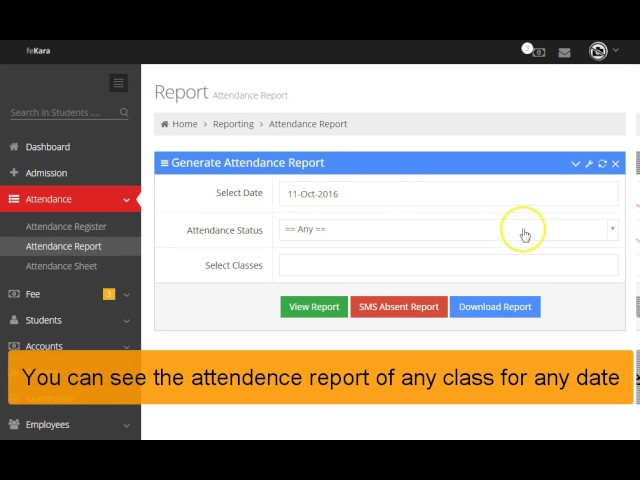 feKara
3
Search in Students .....
Dashboard
Admission
Attendance
Attendance Register
Attendance Report
Attendance Sheet
Fee
3
Students
Accounts
Employees
Report Attendance Report
Home > Reporting > Attendance Report
Generate Attendance Report
Select Date
11-Oct-2016
Attendance Status
== Any ==
Select Classes
View Report
SMS Absent Report
Download Report
You can see the attendence report of any class for any date